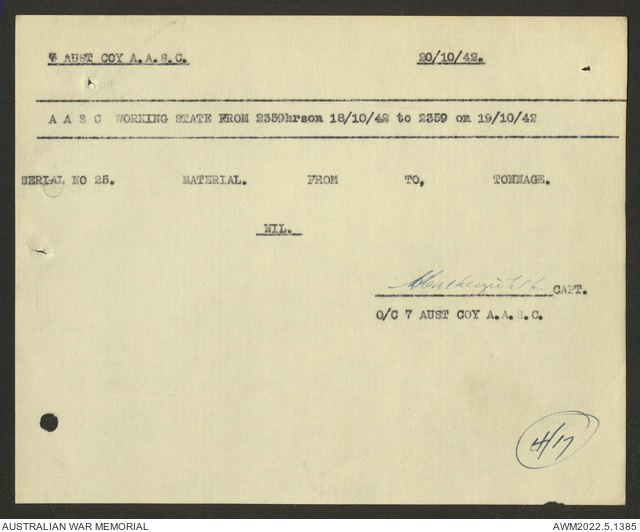 7 AUST COY A.A.S.C. 20/10/42.
A A S C WORKING STATE FROM 2359hrson 18/10/42 to 2359 on 19/10/42
SERIAL NO 25. MATERIAL. FROM TO, TONNAGE.
NIL.
CAPT.
O/C 7 AUST COY A.A.S.C.
4/17
AUSTRALIAN WAR MEMORIAL AWM2022.5.1385